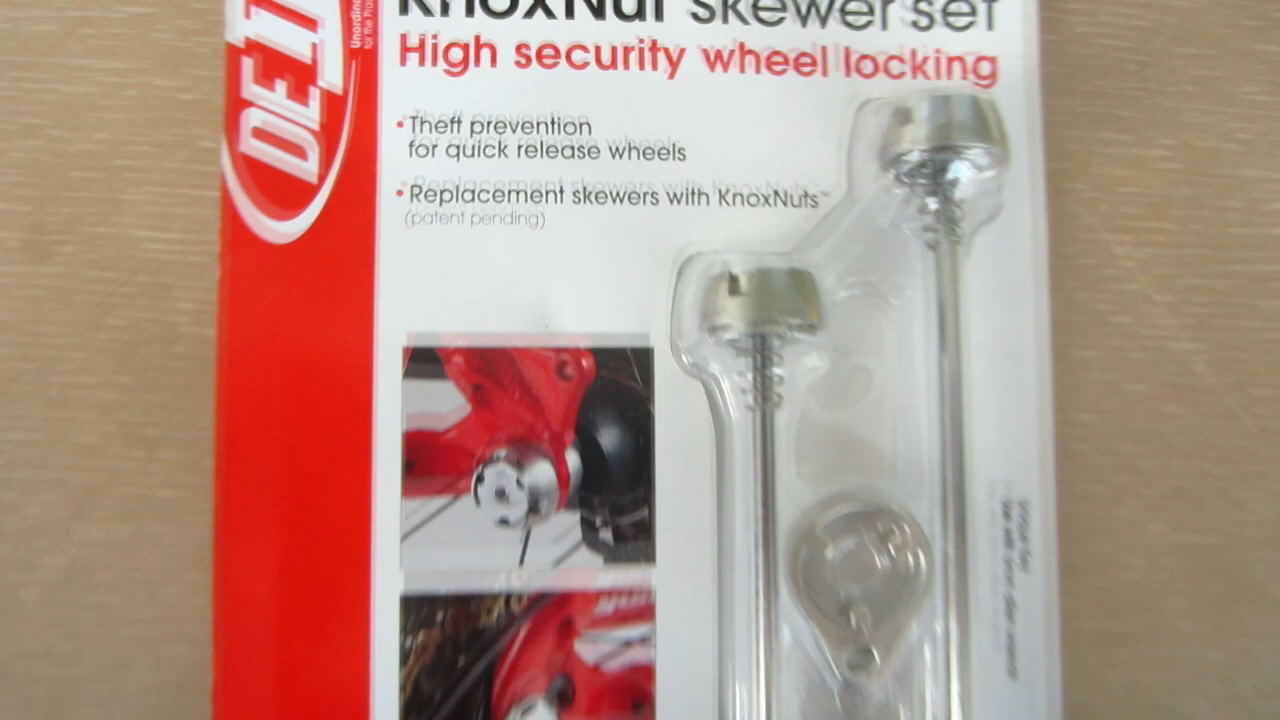 KnoxNut skewer set
High security wheel locking
• Theft prevention
for quick release wheels
• Replacement skewers with KnoxNuts™
(patent pending)
DELTA